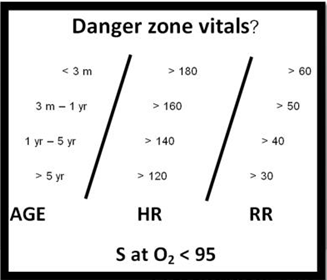 Danger zone vitals?
< 3 m > 180 > 60
3 m – 1 yr > 160 > 50
1 yr – 5 yr > 140 > 40
> 5 yr > 120 > 30
AGE HR RR
S at O₂ < 95